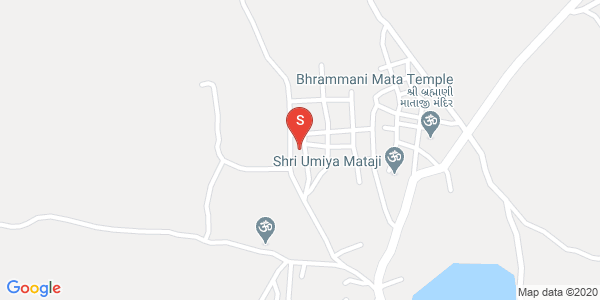 Bhrammani Mata Temple
શ્રી બ્રહ્માણી
માતાજી મંદિર
S
Shri Umiya Mataji
Google
Map data ©2020